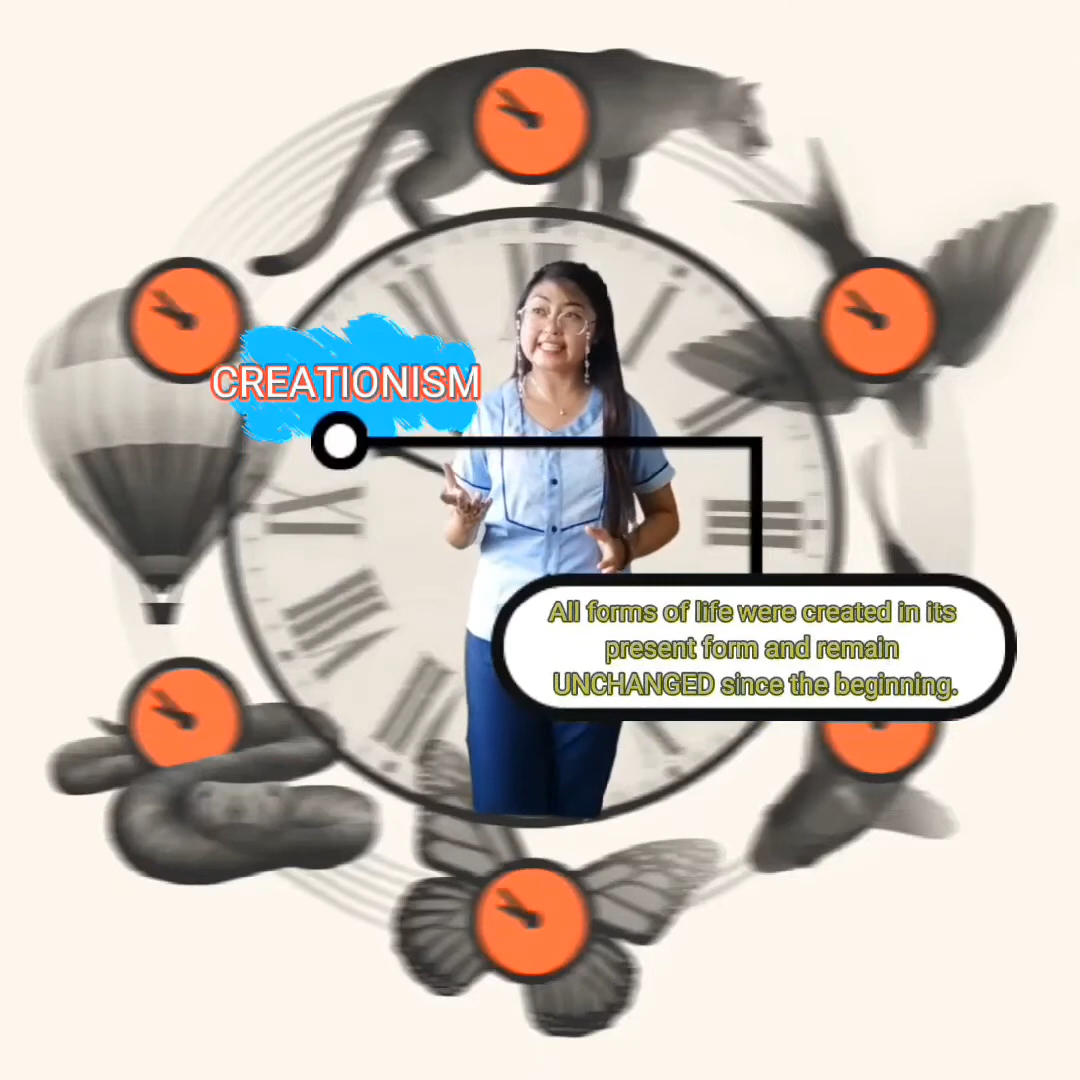 CREATIONISM
All forms of life were created in its
present form and remain
UNCHANGED since the beginning.